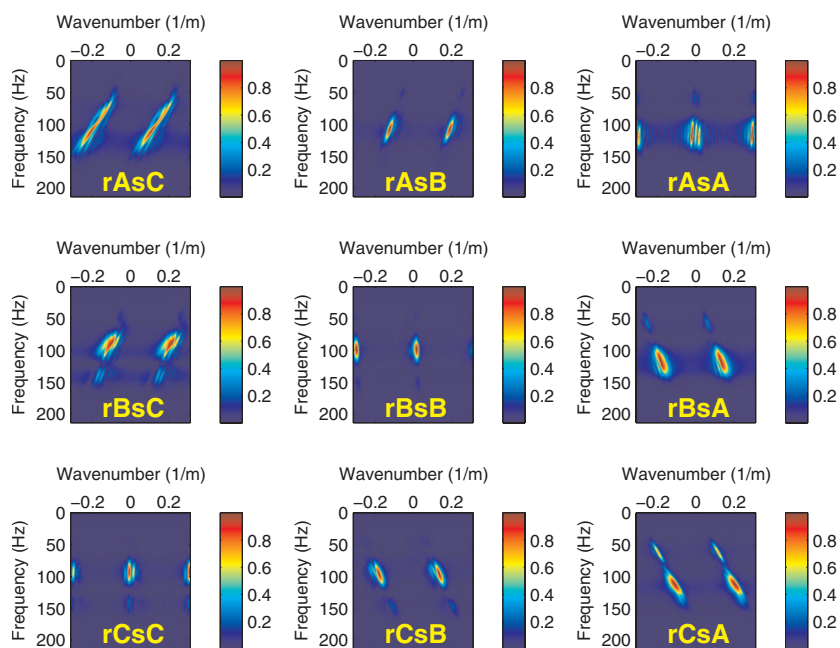 Wavenumber (1/m) Wavenumber (1/m) Wavenumber (1/m)
−0.2 0 0.2 −0.2 0 0.2 −0.2 0 0.2
Frequency (Hz) 0 50 100 150 200 rAsC 0.8 0.6 0.4 0.2
Frequency (Hz) 0 50 100 150 200 rAsB 0.8 0.6 0.4 0.2
Frequency (Hz) 0 50 100 150 200 rAsA 0.8 0.6 0.4 0.2
Wavenumber (1/m) Wavenumber (1/m) Wavenumber (1/m)
−0.2 0 0.2 −0.2 0 0.2 −0.2 0 0.2
Frequency (Hz) 0 50 100 150 200 rBsC 0.8 0.6 0.4 0.2
Frequency (Hz) 0 50 100 150 200 rBsB 0.8 0.6 0.4 0.2
Frequency (Hz) 0 50 100 150 200 rBsA 0.8 0.6 0.4 0.2
Wavenumber (1/m) Wavenumber (1/m) Wavenumber (1/m)
−0.2 0 0.2 −0.2 0 0.2 −0.2 0 0.2
Frequency (Hz) 0 50 100 150 200 rCsC 0.8 0.6 0.4 0.2
Frequency (Hz) 0 50 100 150 200 rCsB 0.8 0.6 0.4 0.2
Frequency (Hz) 0 50 100 150 200 rCsA 0.8 0.6 0.4 0.2